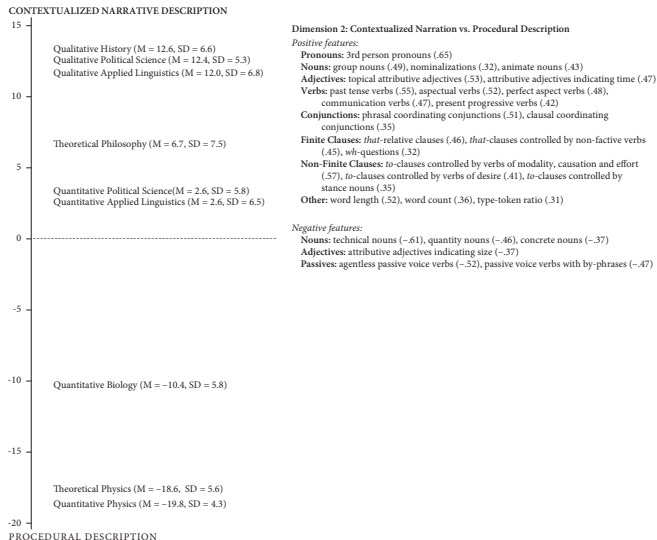 CONTEXTUALIZED NARRATIVE DESCRIPTION
15
Qualitative History (M = 12.6, SD = 6.6)
Qualitative Political Science (M = 12.4, SD = 5.3)
Qualitative Applied Linguistics (M = 12.0, SD = 6.8)
10
Theoretical Philosophy (M = 6.7, SD = 7.5)
5
Quantitative Political Science(M = 2.6, SD = 5.8)
Quantitative Applied Linguistics (M = 2.6, SD = 6.5)
0
-5
-10
Quantitative Biology (M = −10.4, SD = 5.8)
-15
Theoretical Physics (M = −18.6, SD = 5.6)
Quantitative Physics (M = −19.8, SD = 4.3)
-20
PROCEDURAL DESCRIPTION
Dimension 2: Contextualized Narration vs. Procedural Description
Positive features:
Pronouns: 3rd person pronouns (.65)
Nouns: group nouns (.49), nominalizations (.32), animate nouns (.43)
Adjectives: topical attributive adjectives (.53), attributive adjectives indicating time (.47)
Verbs: past tense verbs (.55), aspectual verbs (.52), perfect aspect verbs (.48),
communication verbs (.47), present progressive verbs (.42)
Conjunctions: phrasal coordinating conjunctions (.51), clausal coordinating
conjunctions (.35)
Finite Clauses: that-relative clauses (.46), that-clauses controlled by non-factive verbs
(.45), wh-questions (.32)
Non-Finite Clauses: to-clauses controlled by verbs of modality, causation and effort
(.57), to-clauses controlled by verbs of desire (.41), to-clauses controlled by
stance nouns (.35)
Other: word length (.52), word count (.36), type-token ratio (.31)
Negative features:
Nouns: technical nouns (−.61), quantity nouns (−.46), concrete nouns (−.37)
Adjectives: attributive adjectives indicating size (−.37)
Passives: agentless passive voice verbs (−.52), passive voice verbs with by-phrases (−.47)